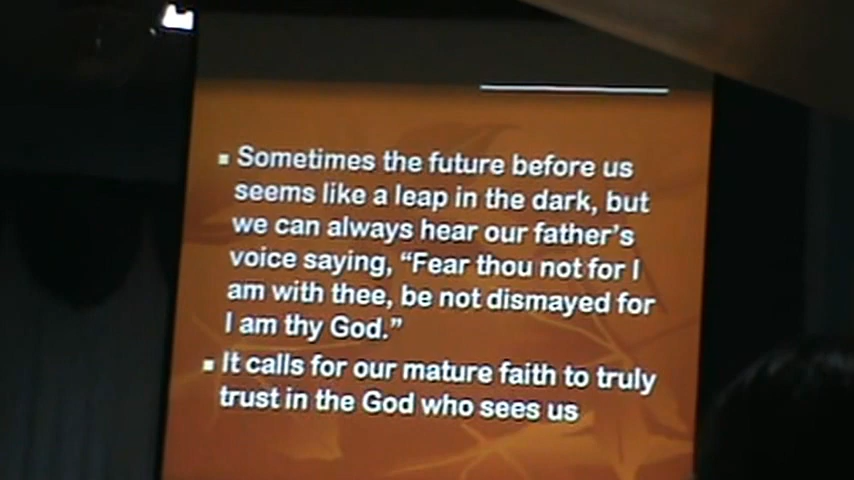 ▪ Sometimes the future before us
seems like a leap in the dark, but
we can always hear our father’s
voice saying, “Fear thou not for I
am with thee, be not dismayed for
I am thy God.”
▪ It calls for our mature faith to truly
trust in the God who sees us